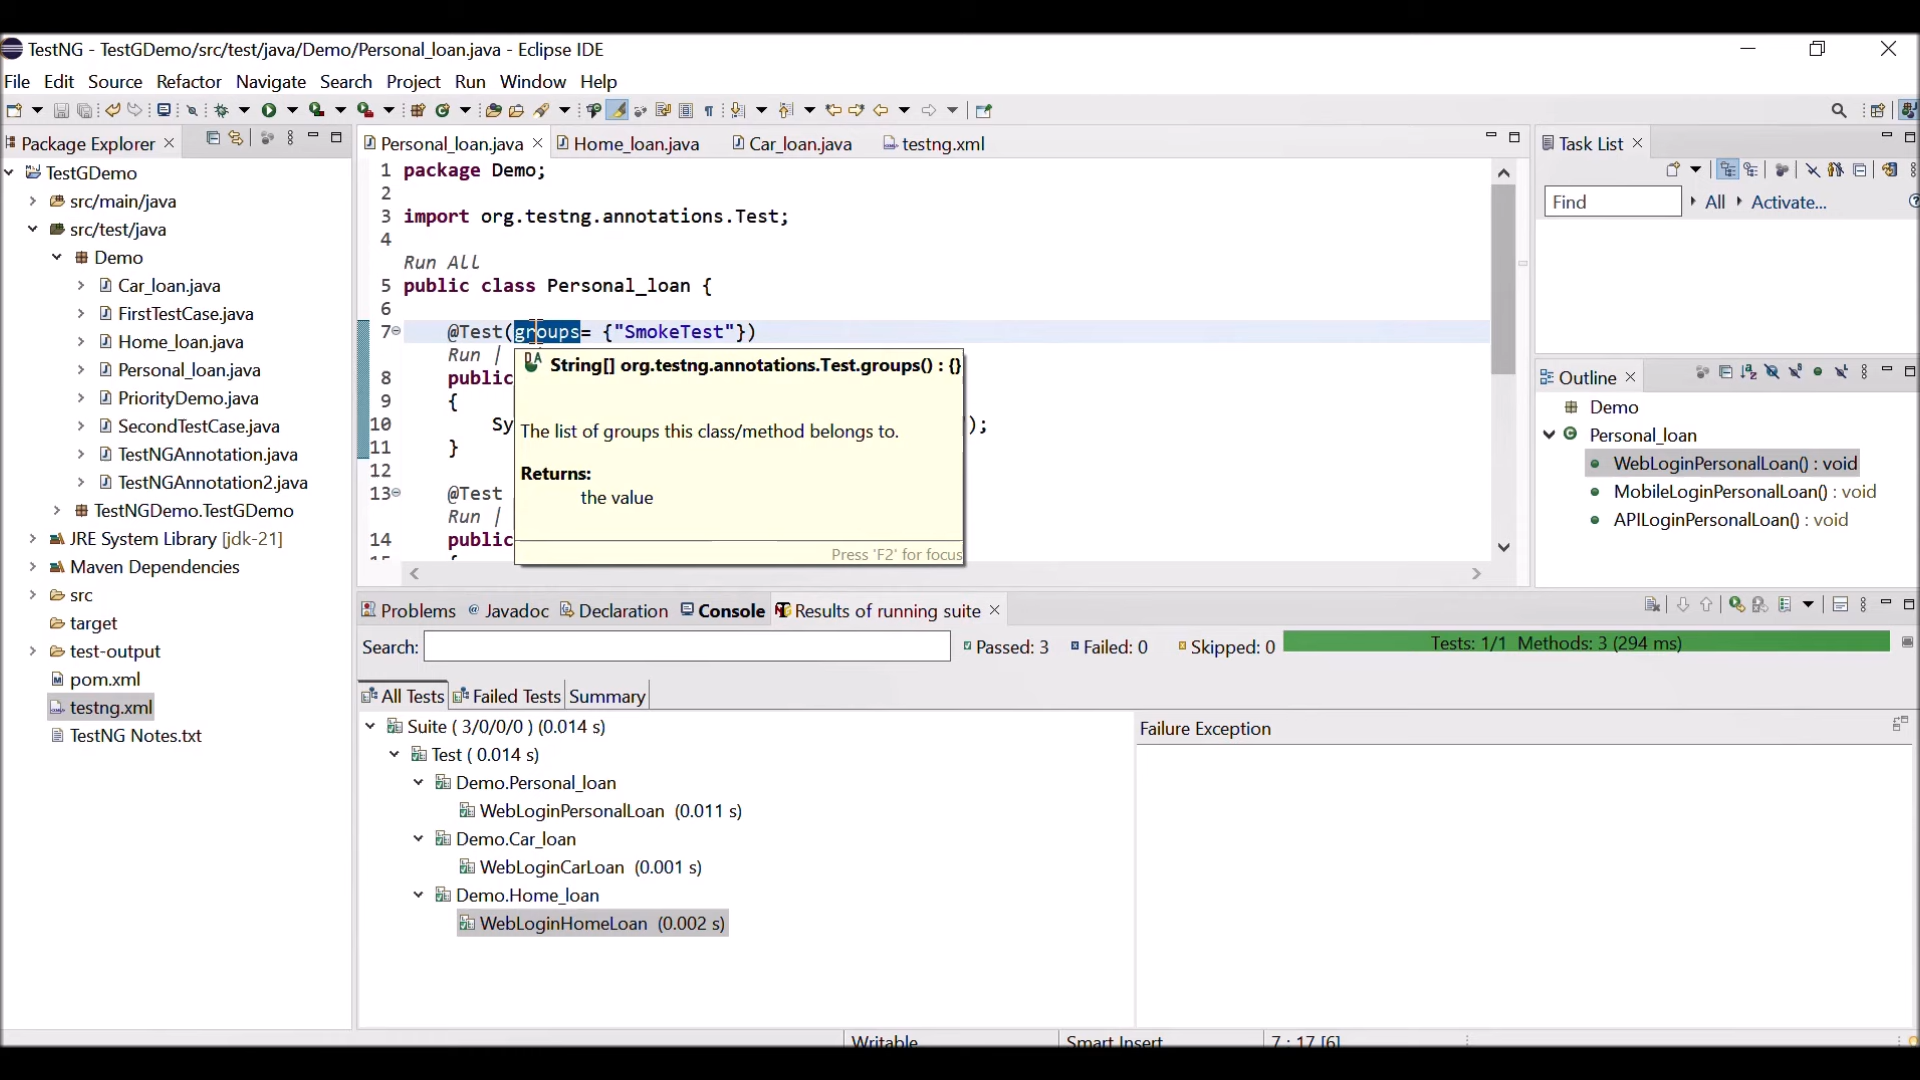 TestNG - TestGDemo/src/test/java/Demo/Personal_loan.java - Eclipse IDE
File Edit Source Refactor Navigate Search Project Run Window Help
Package Explorer
TestGDemo
src/main/java
src/test/java
Demo
Car_loan.java
FirstTestCase.java
Home_loan.java
Personal_loan.java
PriorityDemo.java
SecondTestCase.java
TestNGAnnotation.java
TestNGAnnotation2.java
TestNGDemo.TestGDemo
JRE System Library [jdk-21]
Maven Dependencies
src
target
test-output
pom.xml
testng.xml
TestNG Notes.txt
Personal_loan.java Home_loan.java Car_loan.java testng.xml
1 package Demo;
2
3 import org.testng.annotations.Test;
4
Run All
5 public class Personal_loan {
6
7 @Test(groups= {"SmokeTest"})
Run |
8 public
9 {
10 Sy );
11 }
12
13 @Test
Run |
14 public
String[] org.testng.annotations.Test.groups() : {}
The list of groups this class/method belongs to.
Returns:
the value
Press 'F2' for focus
Task List
Find All Activate...
Outline
Demo
Personal_loan
WebLoginPersonalLoan() : void
MobileLoginPersonalLoan() : void
APILoginPersonalLoan() : void
Problems Javadoc Declaration Console Results of running suite
Search: Passed: 3 Failed: 0 Skipped: 0 Tests: 1/1 Methods: 3 (294 ms)
All Tests Failed Tests Summary
Suite ( 3/0/0/0 ) (0.014 s)
Test ( 0.014 s)
Demo.Personal_loan
WebLoginPersonalLoan (0.011 s)
Demo.Car_loan
WebLoginCarLoan (0.001 s)
Demo.Home_loan
WebLoginHomeLoan (0.002 s)
Failure Exception
Writable Smart Insert 7 : 17 [6]